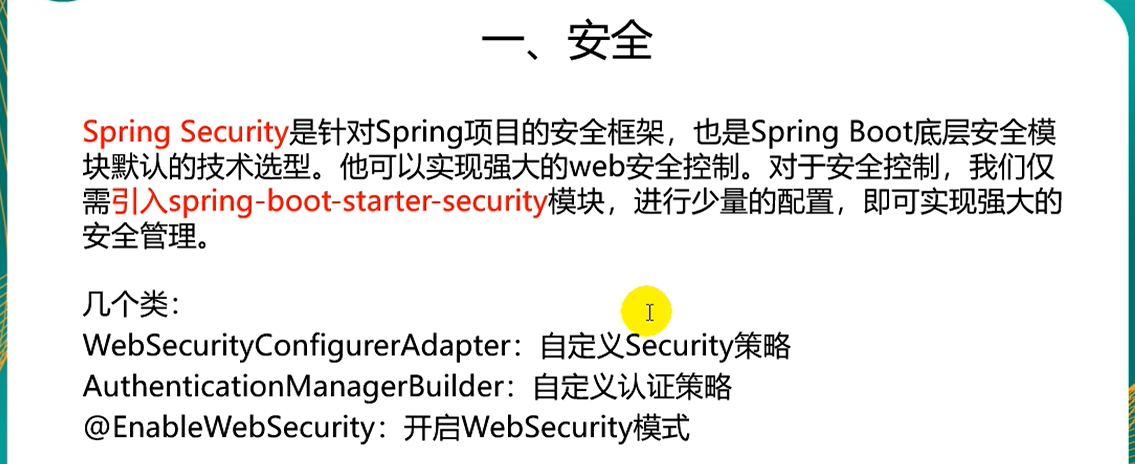 一、安全
Spring Security是针对Spring项目的安全框架，也是Spring Boot底层安全模
块默认的技术选型。他可以实现强大的web安全控制。对于安全控制，我们仅
需引入spring-boot-starter-security模块，进行少量的配置，即可实现强大的
安全管理。
几个类：
WebSecurityConfigurerAdapter：自定义Security策略
AuthenticationManagerBuilder：自定义认证策略
@EnableWebSecurity：开启WebSecurity模式